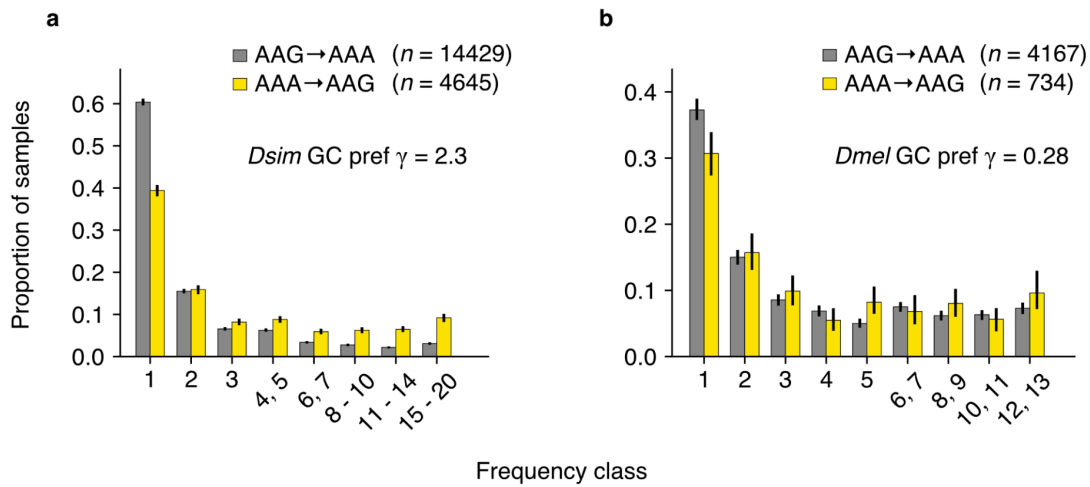 a
AAG→AAA (n = 14429)
AAA→AAG (n = 4645)
Dsim GC pref γ = 2.3
Proportion of samples
0.6
0.5
0.4
0.3
0.2
0.1
0.0
1 2 3 4, 5 6, 7 8 - 10 11 - 14 15 - 20
b
AAG→AAA (n = 4167)
AAA→AAG (n = 734)
Dmel GC pref γ = 0.28
0.4
0.3
0.2
0.1
0.0
1 2 3 4 5 6, 7 8, 9 10, 11 12, 13
Frequency class